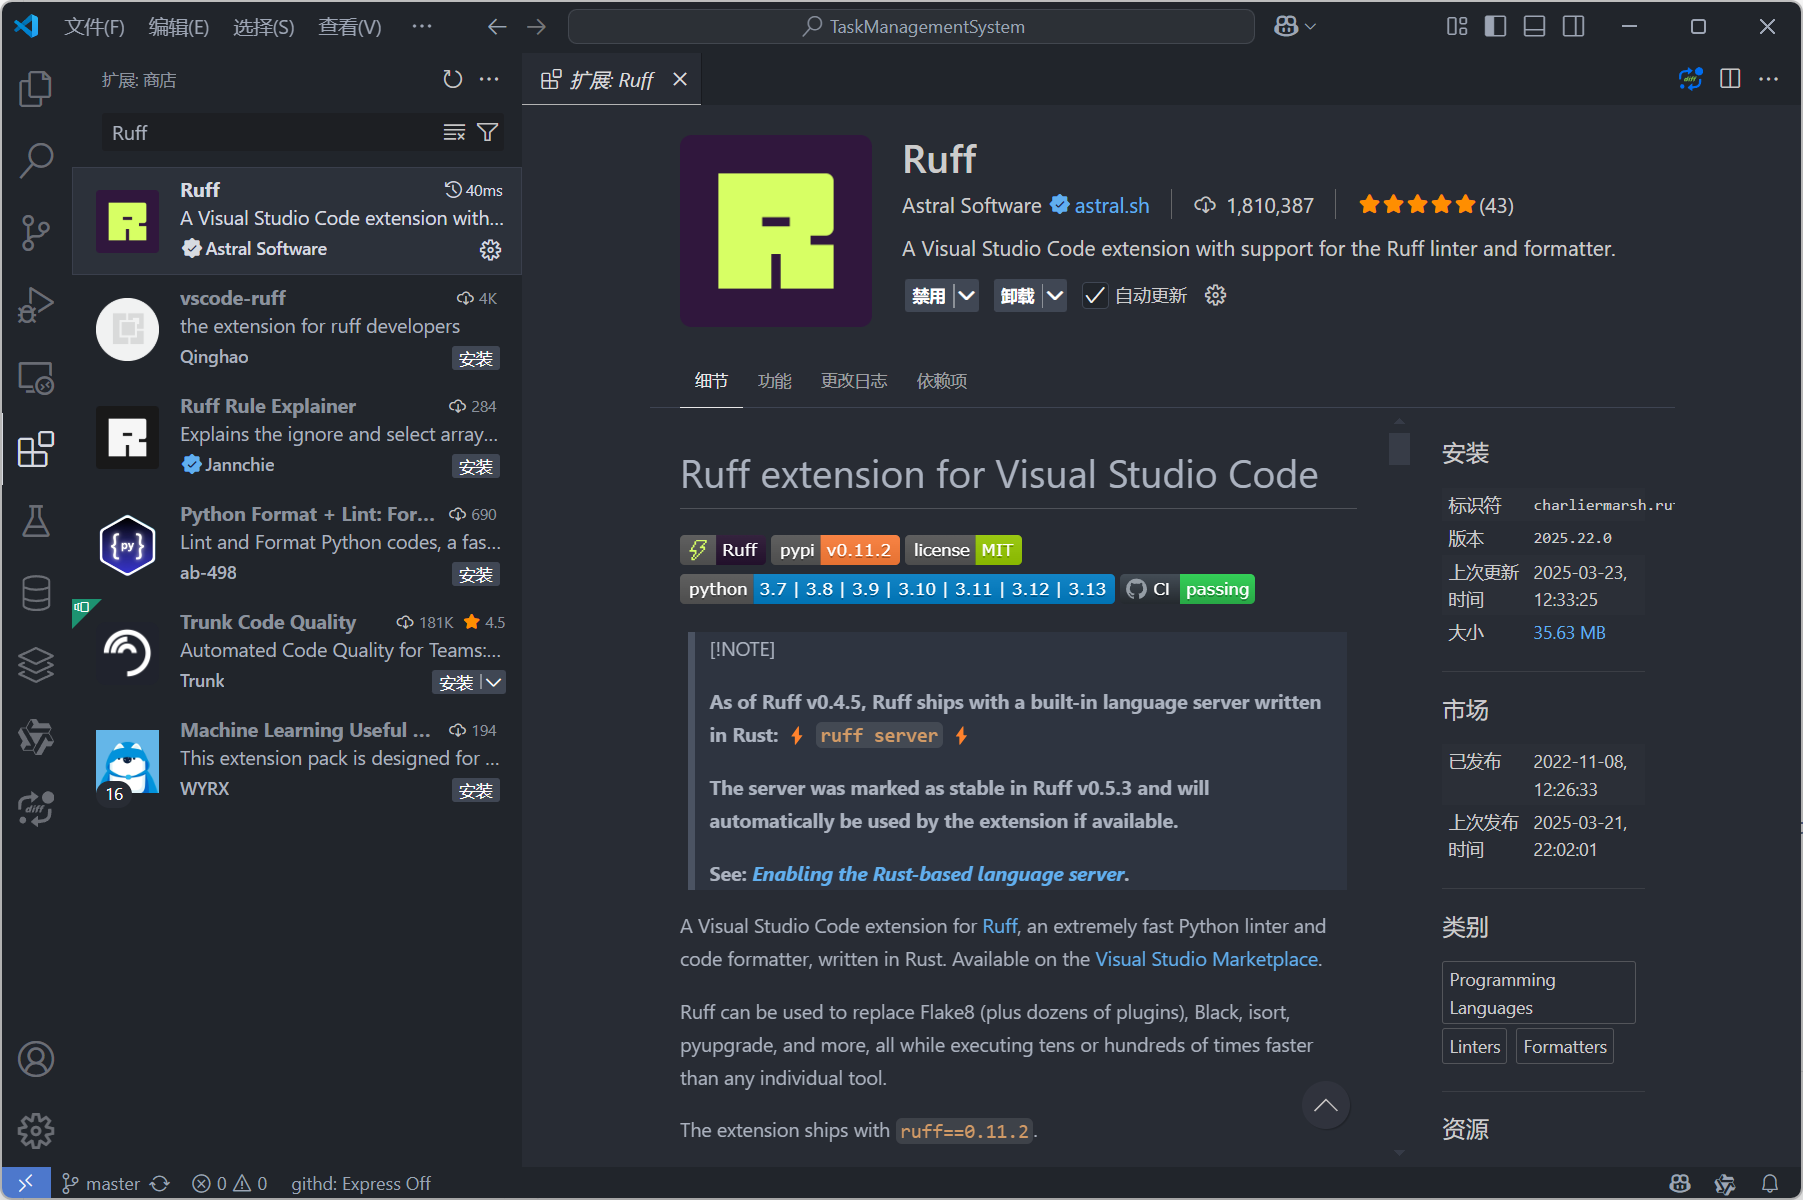 文件(F) 编辑(E) 选择(S) 查看(V) ··· TaskManagementSystem
扩展: 商店
Ruff
Ruff 40ms
A Visual Studio Code extension with...
Astral Software
vscode-ruff 4K
the extension for ruff developers
Qinghao 安装
Ruff Rule Explainer 284
Explains the ignore and select array...
Jannchie 安装
Python Format + Lint: For... 690
Lint and Format Python codes, a fas...
ab-498 安装
Trunk Code Quality 181K 4.5
Automated Code Quality for Teams:...
Trunk 安装
Machine Learning Useful ... 194
This extension pack is designed for ...
WYRX 安装
16
扩展: Ruff
Ruff
Astral Software astral.sh 1,810,387 (43)
A Visual Studio Code extension with support for the Ruff linter and formatter.
禁用 卸载 自动更新
细节 功能 更改日志 依赖项
Ruff extension for Visual Studio Code
Ruff pypi v0.11.2 license MIT
python 3.7 | 3.8 | 3.9 | 3.10 | 3.11 | 3.12 | 3.13 CI passing
[!NOTE]
As of Ruff v0.4.5, Ruff ships with a built-in language server written
in Rust: ⚡ ruff server ⚡
The server was marked as stable in Ruff v0.5.3 and will
automatically be used by the extension if available.
See: Enabling the Rust-based language server.
A Visual Studio Code extension for Ruff, an extremely fast Python linter and
code formatter, written in Rust. Available on the Visual Studio Marketplace.
Ruff can be used to replace Flake8 (plus dozens of plugins), Black, isort,
pyupgrade, and more, all while executing tens or hundreds of times faster
than any individual tool.
The extension ships with ruff==0.11.2.
安装
标识符 charliermarsh.ru
版本 2025.22.0
上次更新 2025-03-23,
时间 12:33:25
大小 35.63 MB
市场
已发布 2022-11-08,
12:26:33
上次发布 2025-03-21,
时间 22:02:01
类别
Programming
Languages
Linters Formatters
资源
master 0 0 githd: Express Off